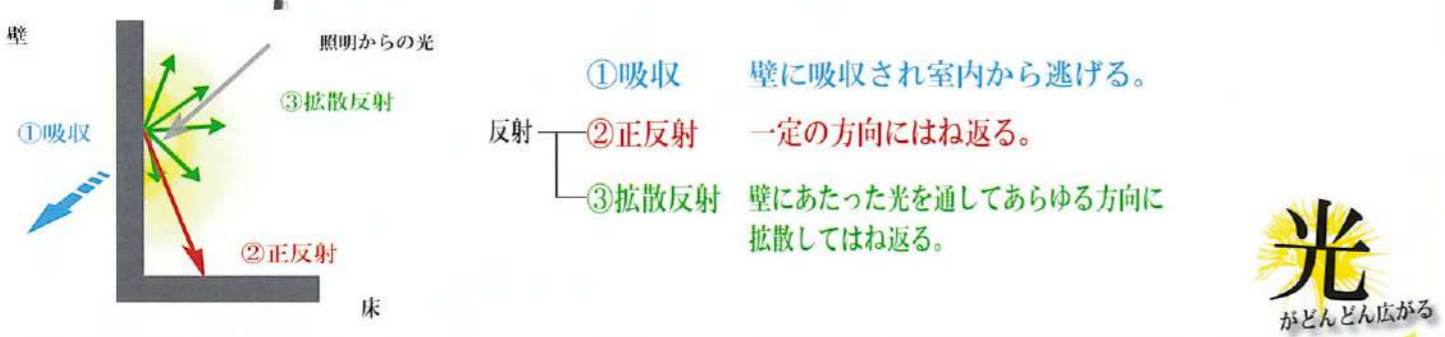 壁
照明からの光
③拡散反射
①吸収
②正反射
床
①吸収 壁に吸収され室内から逃げる。
反射 ②正反射 一定の方向にはね返る。
③拡散反射 壁にあたった光を通してあらゆる方向に
拡散してはね返る。
光
がどんどん広がる